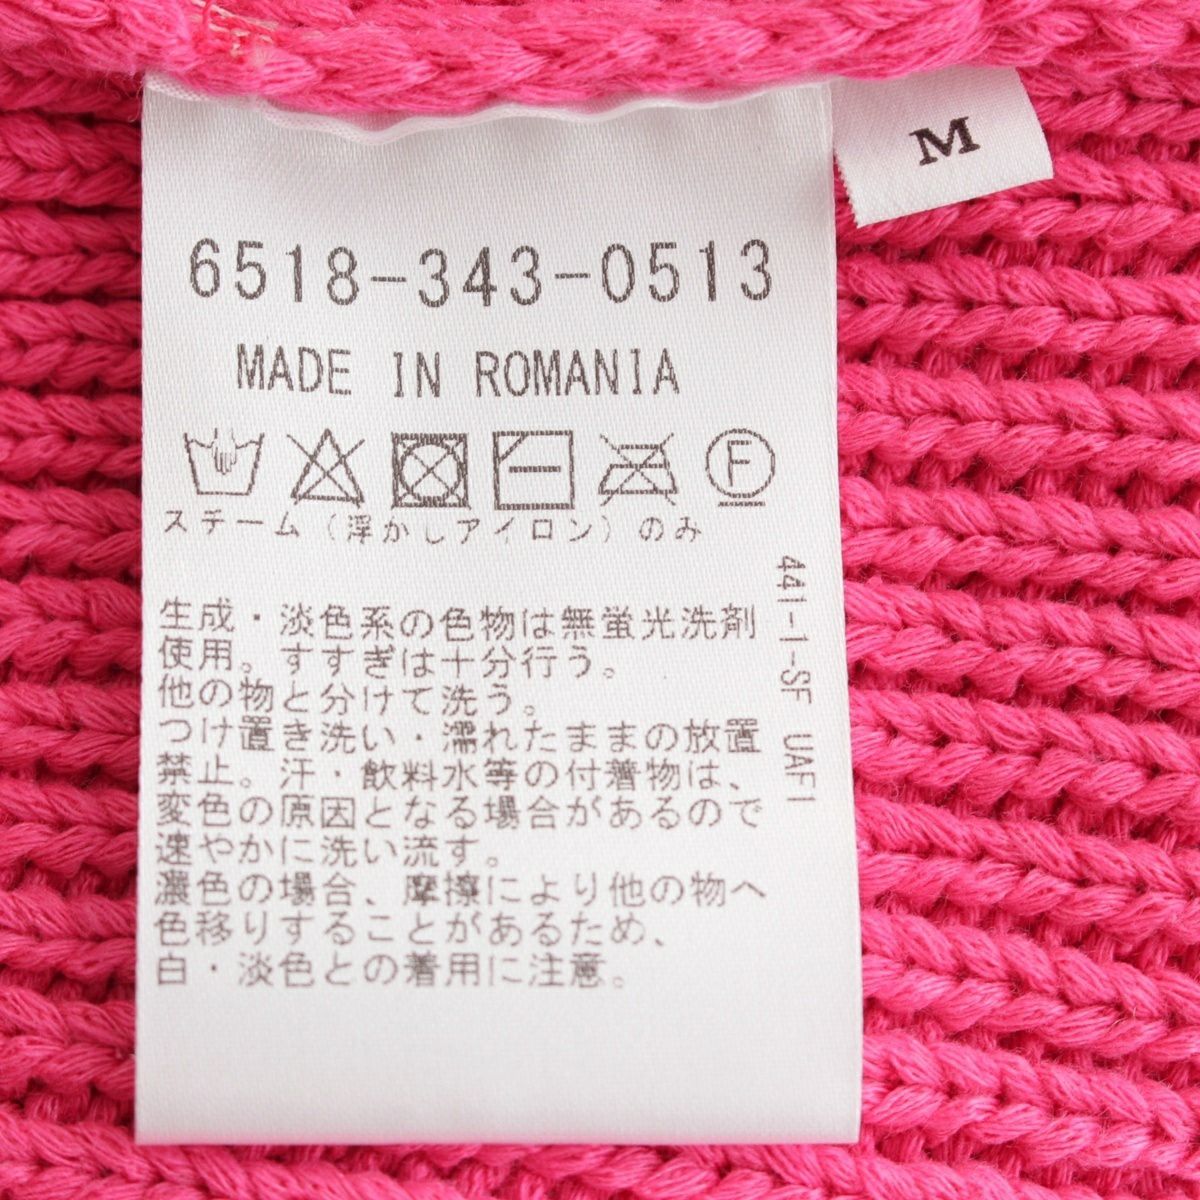 M
6518-343-0513
MADE IN ROMANIA
F
スチーム(浮かしアイロン)のみ
441-1-SF UAF1
生成・淡色系の色物は無蛍光洗剤
使用。すすぎは十分行う。
他の物と分けて洗う。
つけ置き洗い・濡れたままの放置
禁止。汗・飲料水等の付着物は、
変色の原因となる場合があるので
速やかに洗い流す。
濃色の場合、摩擦により他の物へ
色移りすることがあるため、
白・淡色との着用に注意。